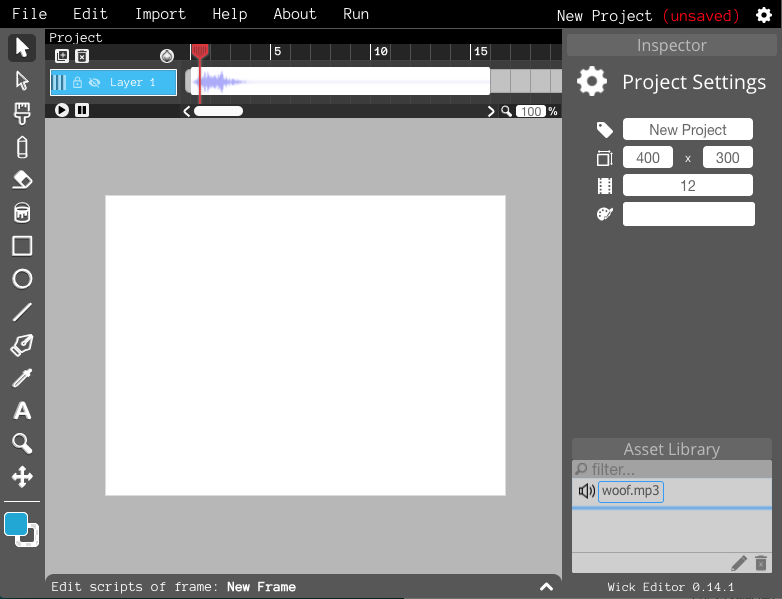 File Edit Import Help About Run New Project (unsaved)
Project
Inspector
5 10 15
Layer 1
100 %
Project Settings
New Project
400 x 300
12
A
Asset Library
filter...
woof.mp3
Edit scripts of frame: New Frame
Wick Editor 0.14.1